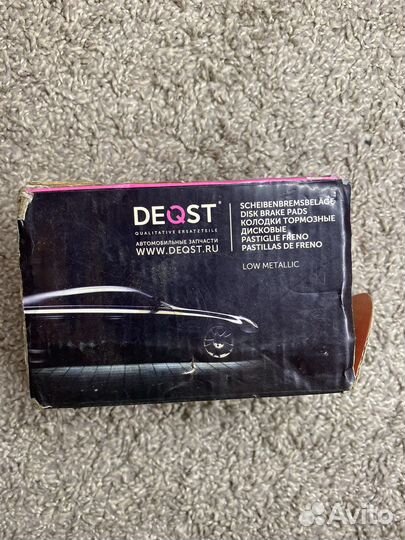 DEQST®
QUALITATIVE ERSATZTEILE
АВТОМОБИЛЬНЫЕ ЗАПЧАСТИ
WWW.DEQST.RU
SCHEIBENBREMSBELÄGE
DISK BRAKE PADS
КОЛОДКИ ТОРМОЗНЫЕ
ДИСКОВЫЕ
PASTIGLIE FRENO
PASTILLAS DE FRENO
LOW METALLIC
Avito